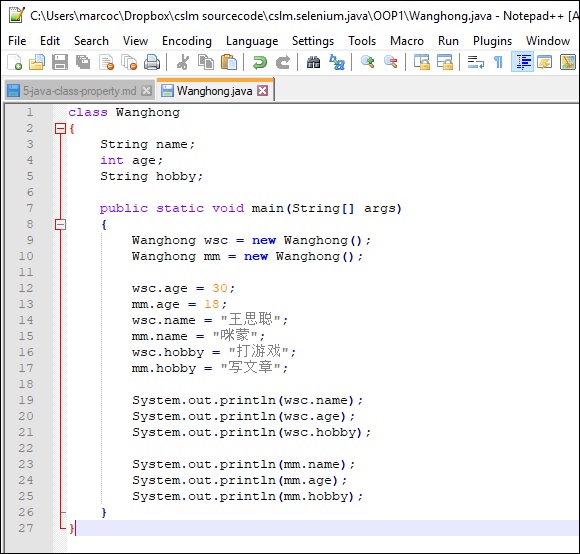 C:\Users\marcoc\Dropbox\cslm sourcecode\cslm.selenium.java\OOP1\Wanghong.java - Notepad++ [A
File Edit Search View Encoding Language Settings Tools Macro Run Plugins Window
5-java-class-property.md Wanghong.java
1 class Wanghong
2 {
3 String name;
4 int age;
5 String hobby;
6
7 public static void main(String[] args)
8 {
9 Wanghong wsc = new Wanghong();
10 Wanghong mm = new Wanghong();
11
12 wsc.age = 30;
13 mm.age = 18;
14 wsc.name = "王思聪";
15 mm.name = "咪蒙";
16 wsc.hobby = "打游戏";
17 mm.hobby = "写文章";
18
19 System.out.println(wsc.name);
20 System.out.println(wsc.age);
21 System.out.println(wsc.hobby);
22
23 System.out.println(mm.name);
24 System.out.println(mm.age);
25 System.out.println(mm.hobby);
26 }
27 }